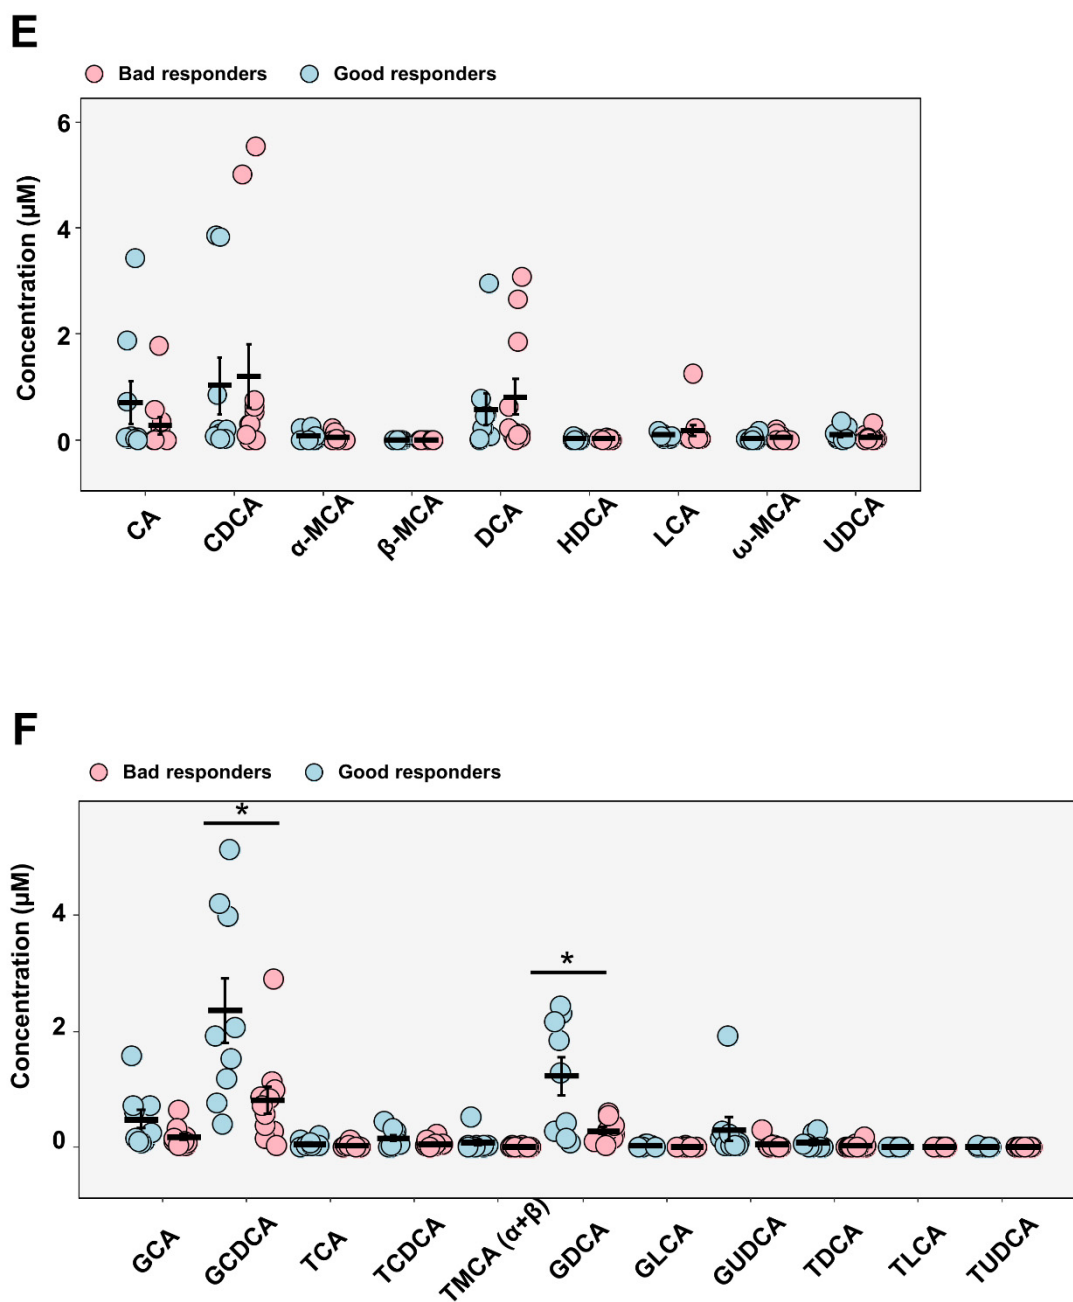 E
Bad responders Good responders
Concentration (µM)
6
4
2
0
CA CDCA α-MCA β-MCA DCA HDCA LCA ω-MCA UDCA
F
Bad responders Good responders
Concentration (µM)
* *
4
2
0
GCA GCDCA TCA TCDCA TMCA (α+β) GDCA GLCA GUDCA TDCA TLCA TUDCA